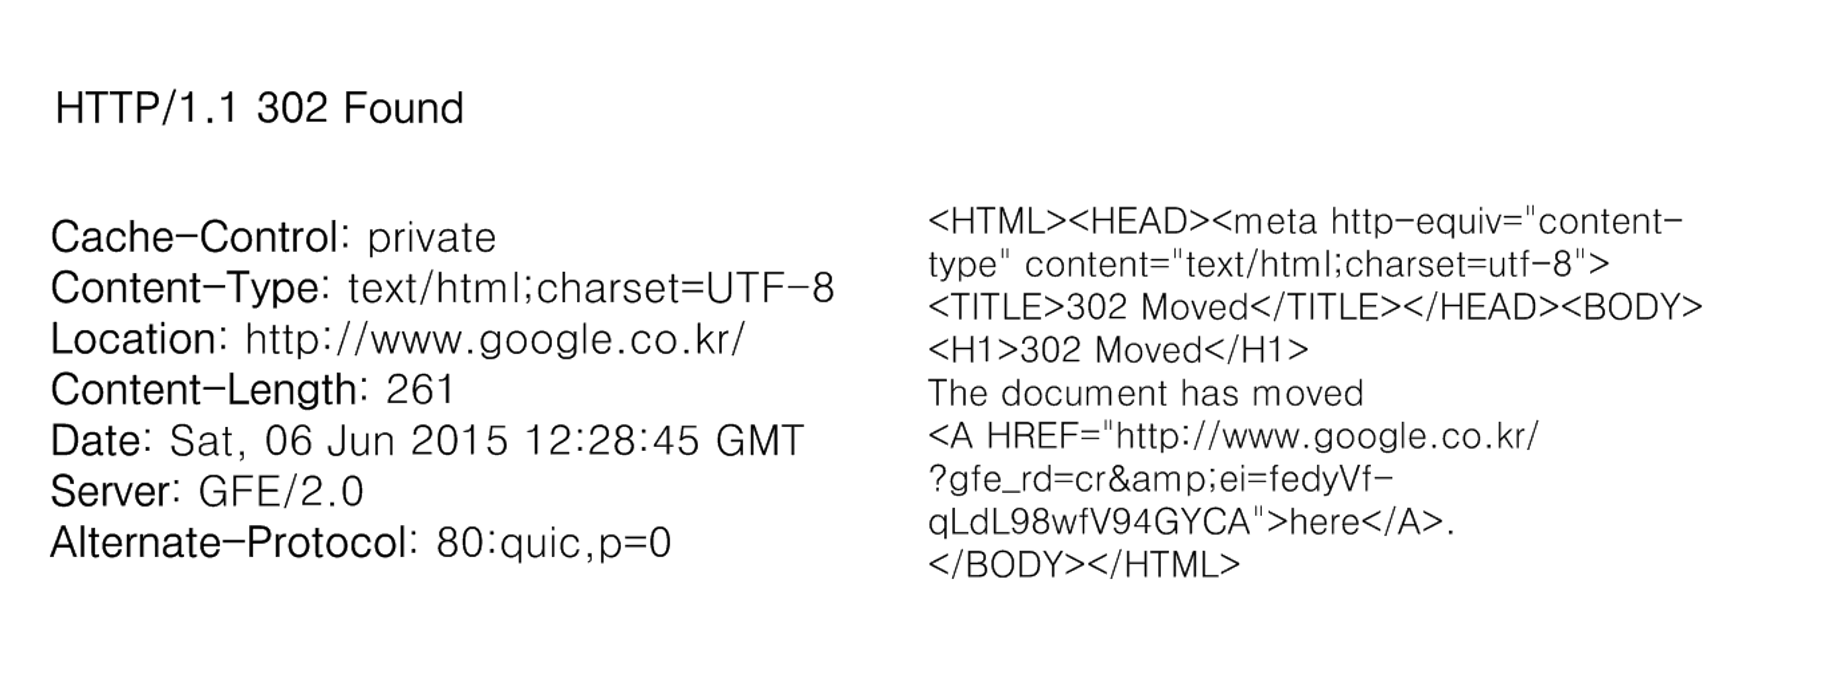 HTTP/1.1 302 Found
Cache-Control: private
Content-Type: text/html;charset=UTF-8
Location: http://www.google.co.kr/
Content-Length: 261
Date: Sat, 06 Jun 2015 12:28:45 GMT
Server: GFE/2.0
Alternate-Protocol: 80:quic,p=0
<HTML><HEAD><meta http-equiv="content-
type" content="text/html;charset=utf-8">
<TITLE>302 Moved</TITLE></HEAD><BODY>
<H1>302 Moved</H1>
The document has moved
<A HREF="http://www.google.co.kr/
?gfe_rd=cr&amp;ei=fedyVf-
qLdL98wfV94GYCA">here</A>.
</BODY></HTML>